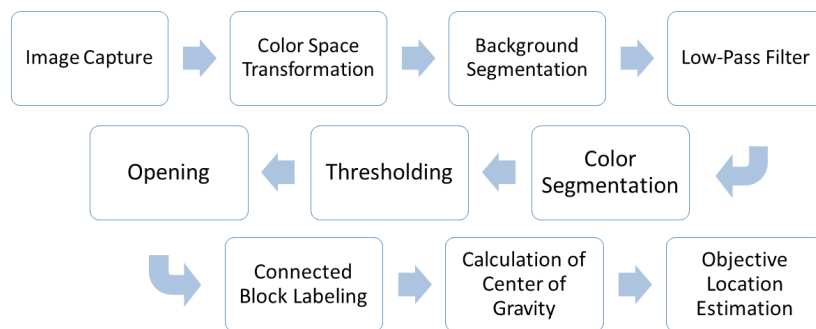 Image Capture
Color Space
Transformation
Background
Segmentation
Low-Pass Filter
Color
Segmentation
Thresholding
Opening
Connected
Block Labeling
Calculation of
Center of
Gravity
Objective
Location
Estimation